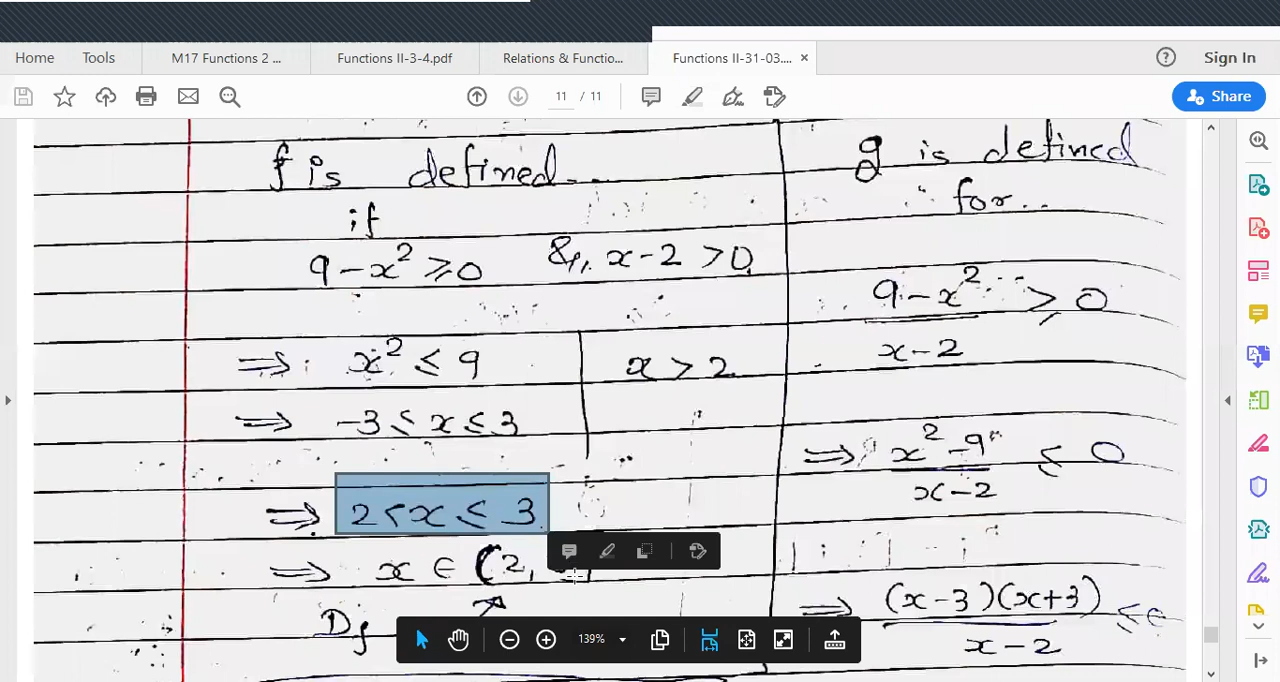 Home Tools M17 Functions 2 ... Functions II-3-4.pdf Relations & Functio... Functions II-31-03.... × ? Sign In
11 / 11 Share
f is defined...
if
9 - x² ≥ 0 &, x - 2 > 0
⇒ x² ≤ 9
x > 2
⇒ -3 ≤ x ≤ 3
⇒ 2 < x ≤ 3
⇒ x ∈ (2,
Df
g is defined
for...
9 - x² / x - 2 ≥ 0
⇒ x² - 9 / x - 2 ≤ 0
⇒ (x - 3)(x + 3) / x - 2 ≤
139%